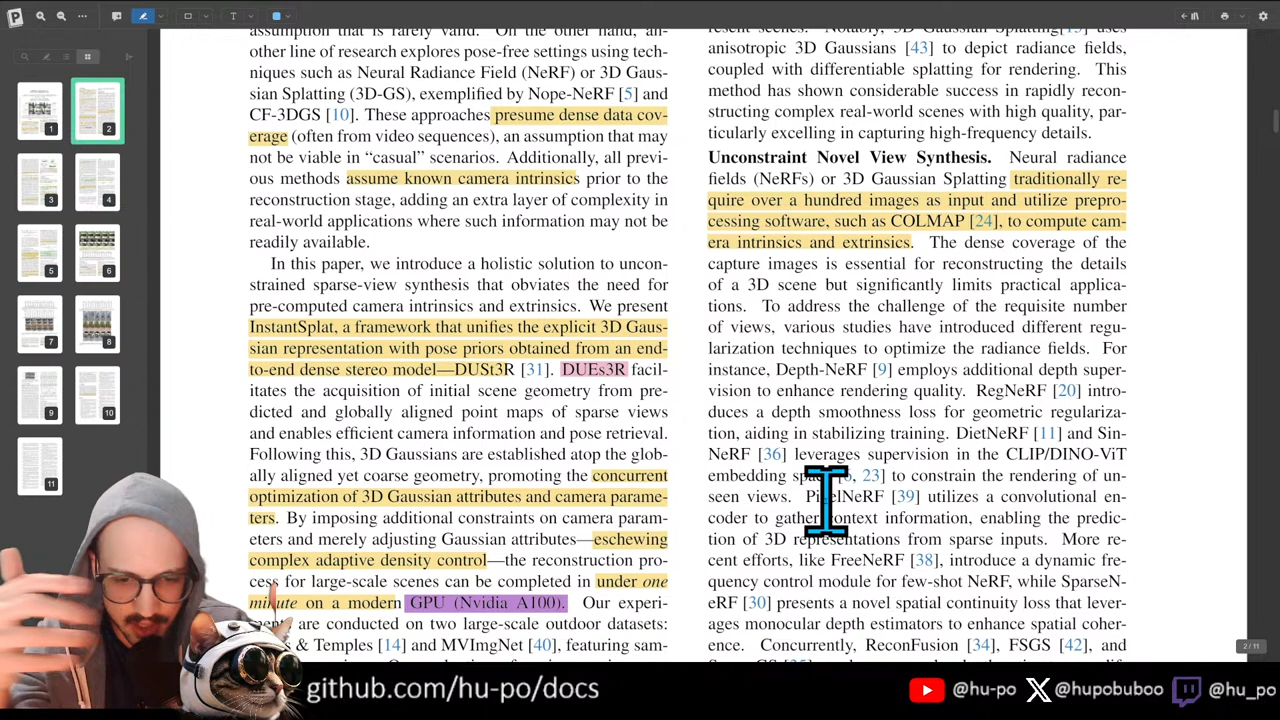 assumption that is rarely valid. On the other hand, an-
other line of research explores pose-free settings using tech-
niques such as Neural Radiance Field (NeRF) or 3D Gaus-
sian Splatting (3D-GS), exemplified by Nope-NeRF [5] and
CF-3DGS [10]. These approaches presume dense data cov-
erage (often from video sequences), an assumption that may
not be viable in “casual” scenarios. Additionally, all previ-
ous methods assume known camera intrinsics prior to the
reconstruction stage, adding an extra layer of complexity in
real-world applications where such information may not be
readily available.
In this paper, we introduce a holistic solution to uncon-
strained sparse-view synthesis that obviates the need for
pre-computed camera intrinsics and extrinsics. We present
InstantSplat, a framework that unifies the explicit 3D Gaus-
sian representation with pose priors obtained from an end-
to-end dense stereo model—DUSt3R [31]. DUEs3R facil-
itates the acquisition of initial scene geometry from pre-
dicted and globally aligned point maps of sparse views
and enables efficient camera information and pose retrieval.
Following this, 3D Gaussians are established atop the glob-
ally aligned yet coarse geometry, promoting the concurrent
optimization of 3D Gaussian attributes and camera parame-
ters. By imposing additional constraints on camera param-
eters and merely adjusting Gaussian attributes—eschewing
complex adaptive density control—the reconstruction pro-
cess for large-scale scenes can be completed in under one
minute on a modern GPU (Nvidia A100). Our experi-
are conducted on two large-scale outdoor datasets:
& Temples [14] and MVImgNet [40], featuring sam-
resent scenes. Notably, 3D Gaussian Splatting[15] uses
anisotropic 3D Gaussians [43] to depict radiance fields,
coupled with differentiable splatting for rendering. This
method has shown considerable success in rapidly recon-
structing complex real-world scenes with high quality, par-
ticularly excelling in capturing high-frequency details.
Unconstraint Novel View Synthesis. Neural radiance
fields (NeRFs) or 3D Gaussian Splatting traditionally re-
quire over a hundred images as input and utilize prepro-
cessing software, such as COLMAP [24], to compute cam-
era intrinsics and extrinsics. The dense coverage of the
capture images is essential for reconstructing the details
of a 3D scene but significantly limits practical applica-
tions. To address the challenge of the requisite number
of views, various studies have introduced different regu-
larization techniques to optimize the radiance fields. For
instance, Depth-NeRF [9] employs additional depth super-
vision to enhance rendering quality. RegNeRF [20] intro-
duces a depth smoothness loss for geometric regulariza-
tion, aiding in stabilizing training. DietNeRF [11] and Sin-
NeRF [36] leverages supervision in the CLIP/DINO-ViT
embedding 23] to constrain the rendering of un-
seen views. PixelNeRF [39] utilizes a convolutional en-
coder to gather context information, enabling the predic-
tion of 3D representations from sparse inputs. More re-
cent efforts, like FreeNeRF [38], introduce a dynamic fre-
quency control module for few-shot NeRF, while SparseN-
eRF [30] presents a novel spatial continuity loss that lever-
ages monocular depth estimators to enhance spatial coher-
ence. Concurrently, ReconFusion [34], FSGS [42], and
1
2
3
4
5
6
7
8
9
10
11
2 / 11
github.com/hu-po/docs
@hu-po
@hupobuboo
@hu_po